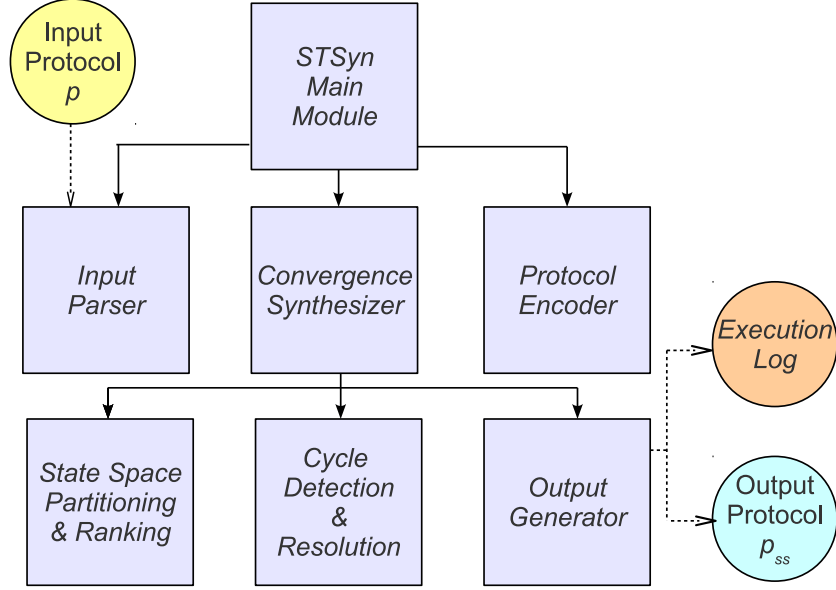 Input
Protocol
p
STSyn
Main
Module
Input
Parser
Convergence
Synthesizer
Protocol
Encoder
Execution
Log
State Space
Partitioning
& Ranking
Cycle
Detection
&
Resolution
Output
Generator
Output
Protocol
p_ss